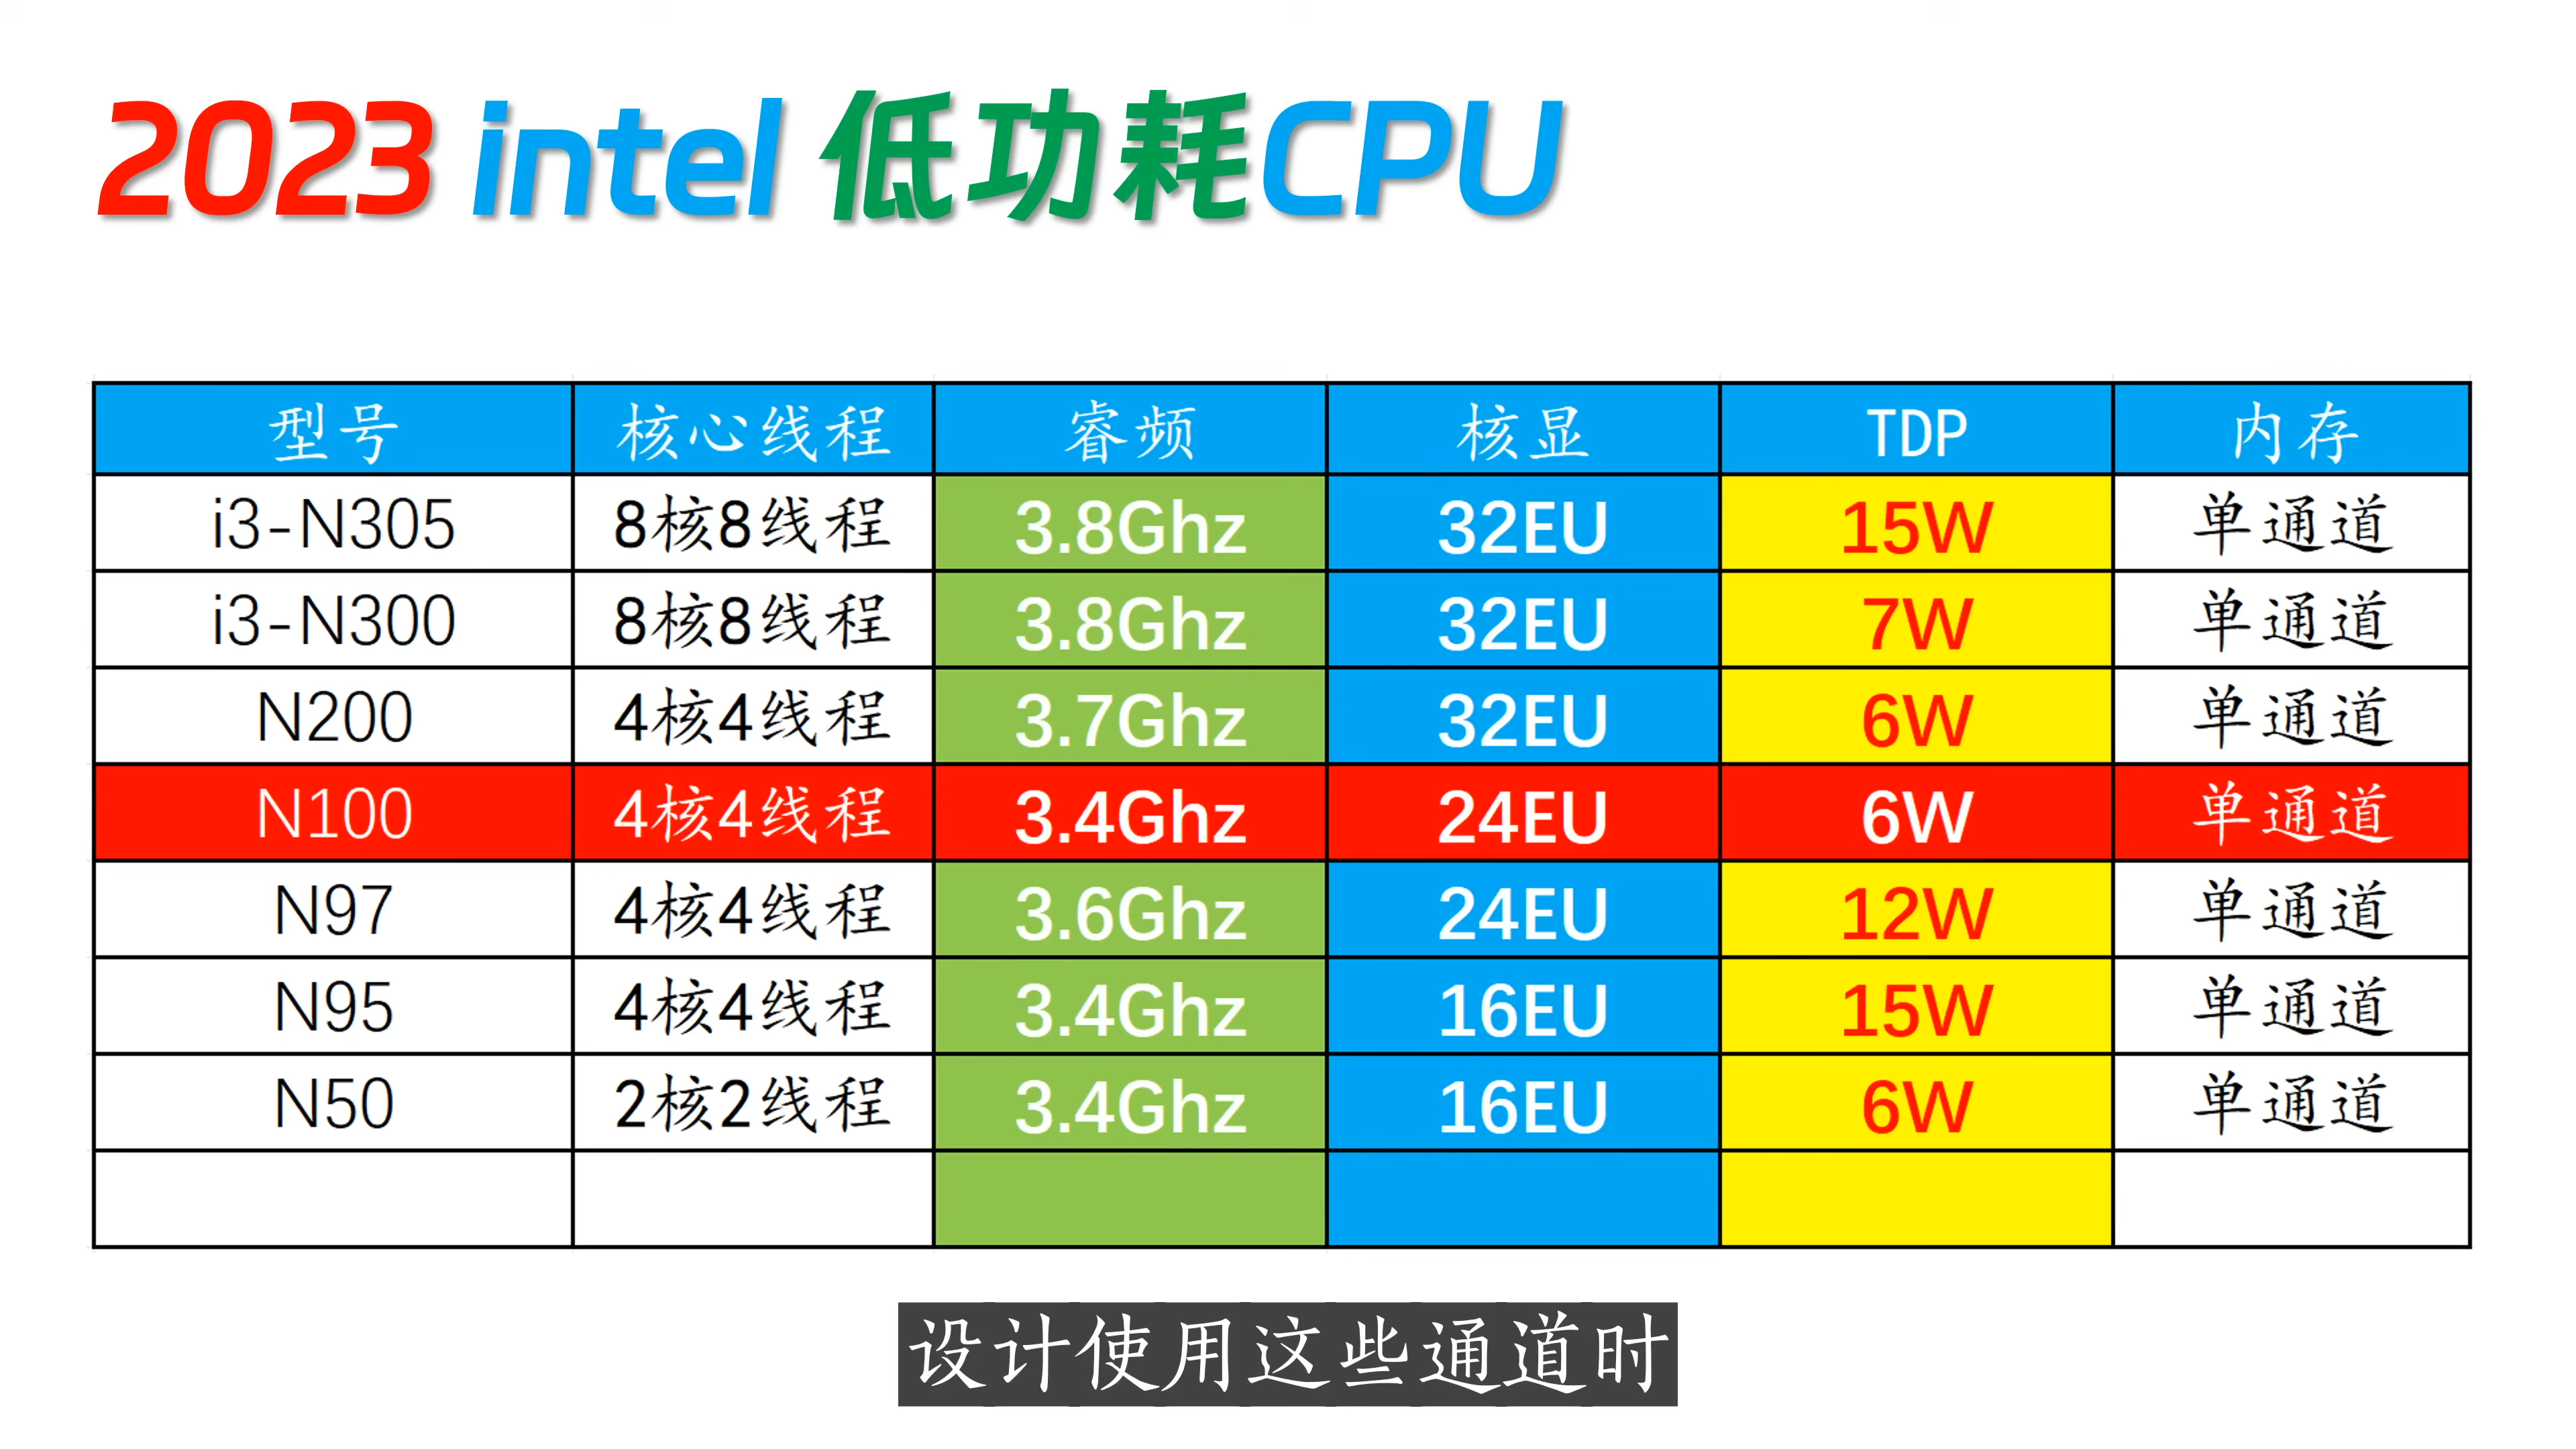 2023 intel 低功耗CPU
型号 核心线程 睿频 核显 TDP 内存
i3-N305 8核8线程 3.8Ghz 32EU 15W 单通道
i3-N300 8核8线程 3.8Ghz 32EU 7W 单通道
N200 4核4线程 3.7Ghz 32EU 6W 单通道
N100 4核4线程 3.4Ghz 24EU 6W 单通道
N97 4核4线程 3.6Ghz 24EU 12W 单通道
N95 4核4线程 3.4Ghz 16EU 15W 单通道
N50 2核2线程 3.4Ghz 16EU 6W 单通道
设计使用这些通道时